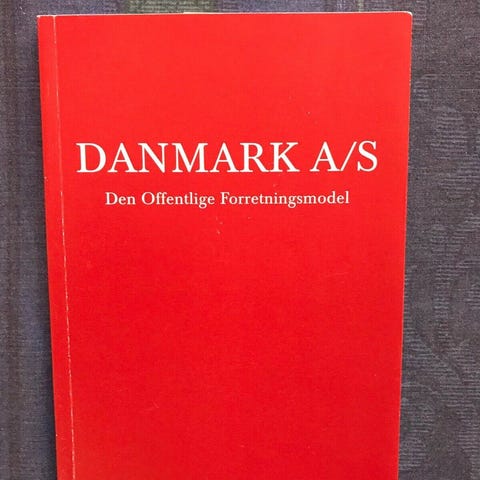 DANMARK A/S
Den Offentlige Forretningsmodel